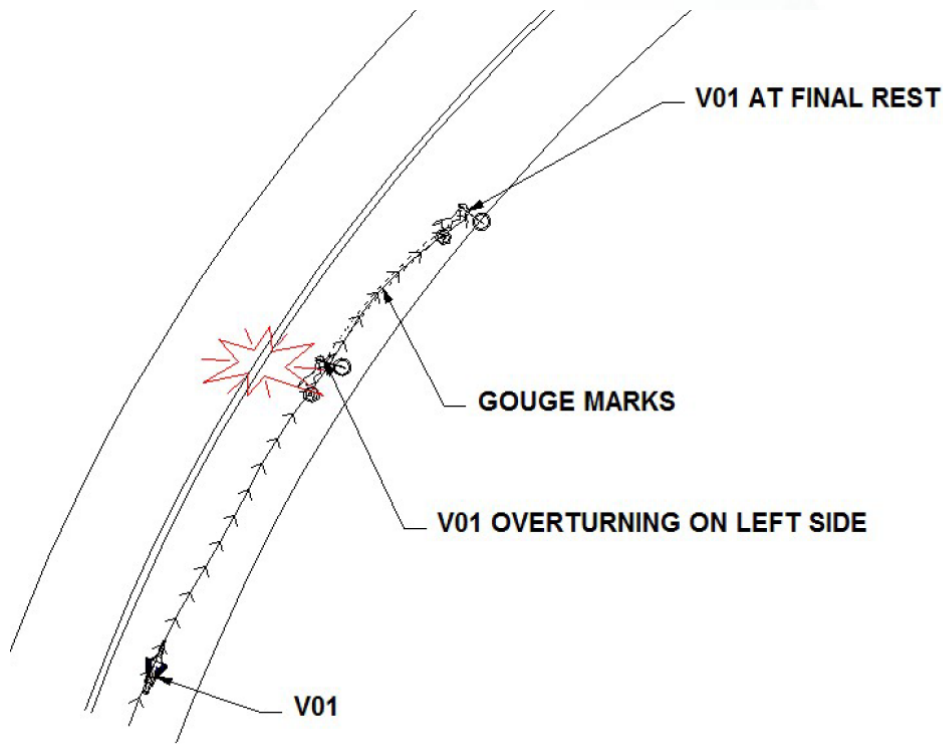 V01 AT FINAL REST
GOUGE MARKS
V01 OVERTURNING ON LEFT SIDE
V01